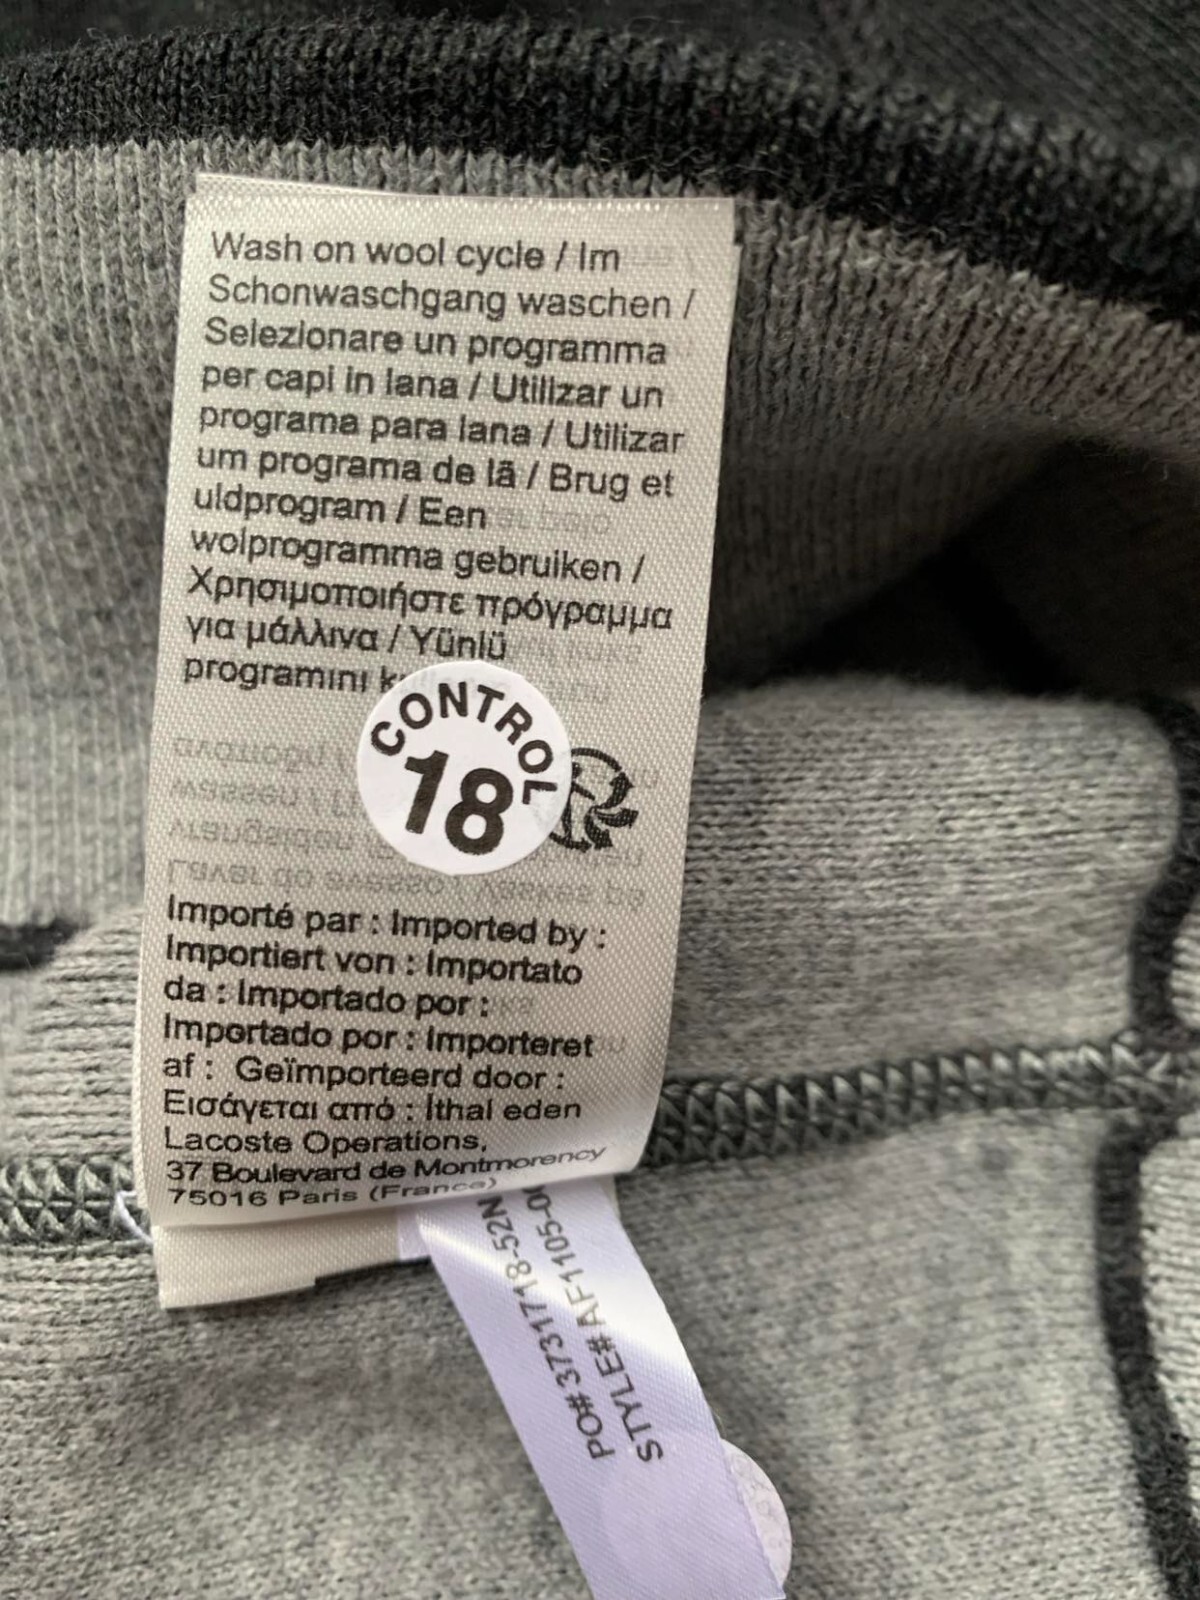 Wash on wool cycle / Im
Schonwaschgang waschen /
Selezionare un programma
per capi in lana / Utilizar un
programa para lana / Utilizar
um programa de lã / Brug et
uldprogram / Een
wolprogramma gebruiken /
Χρησιμοποιήστε πρόγραμμα
για μάλλινα / Yünlü
programını
CONTROL
18
Importé par : Imported by :
Importiert von : Importato
da : Importado por :
Importado por : Importeret
af : Geïmporteerd door :
Εισάγεται από : İthal eden
Lacoste Operations,
37 Boulevard de Montmorency
75016 Paris (France)
PO# 3731718-52N
STYLE# AF1105-0